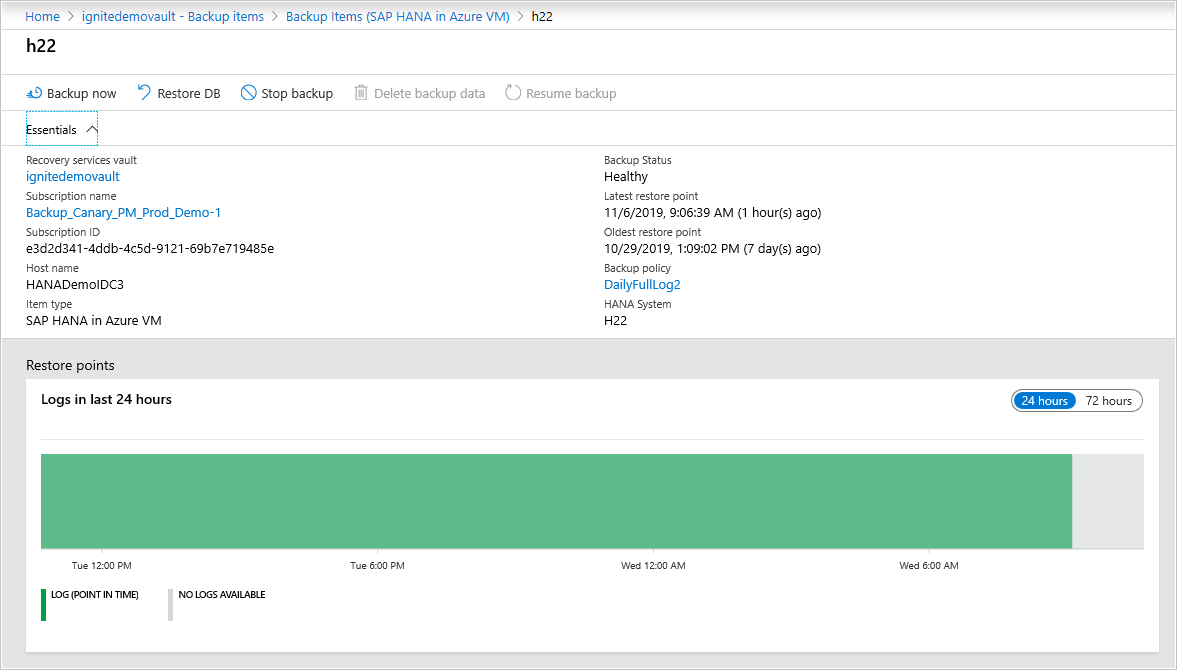 Home > ignitedemovault - Backup items > Backup Items (SAP HANA in Azure VM) > h22
h22
Backup now Restore DB Stop backup Delete backup data Resume backup
Essentials
Recovery services vault
ignitedemovault
Subscription name
Backup_Canary_PM_Prod_Demo-1
Subscription ID
e3d2d341-4ddb-4c5d-9121-69b7e719485e
Host name
HANADemoIDC3
Item type
SAP HANA in Azure VM
Backup Status
Healthy
Latest restore point
11/6/2019, 9:06:39 AM (1 hour(s) ago)
Oldest restore point
10/29/2019, 1:09:02 PM (7 day(s) ago)
Backup policy
DailyFullLog2
HANA System
H22
Restore points
Logs in last 24 hours
24 hours 72 hours
Tue 12:00 PM Tue 6:00 PM Wed 12:00 AM Wed 6:00 AM
LOG (POINT IN TIME) NO LOGS AVAILABLE